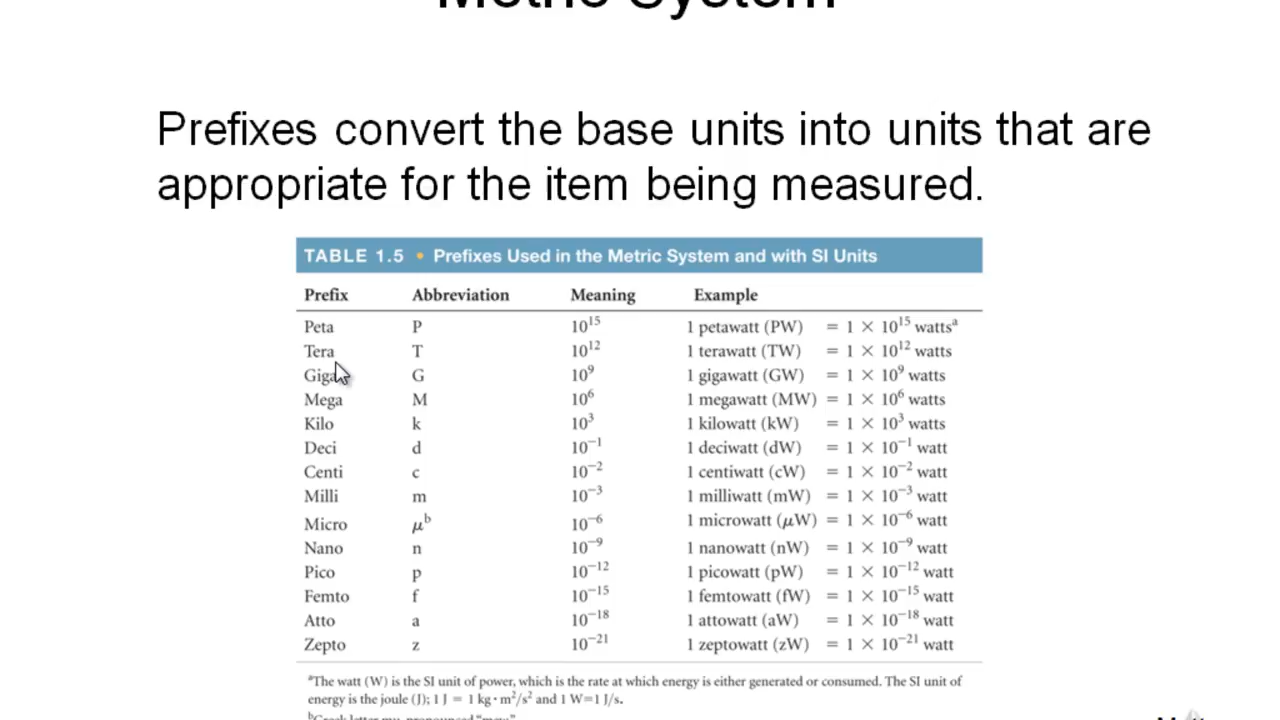 Metric System
Prefixes convert the base units into units that are
appropriate for the item being measured.
TABLE 1.5 • Prefixes Used in the Metric System and with SI Units
Prefix Abbreviation Meaning Example
Peta P 10¹⁵ 1 petawatt (PW) = 1 × 10¹⁵ wattsᵃ
Tera T 10¹² 1 terawatt (TW) = 1 × 10¹² watts
Giga G 10⁹ 1 gigawatt (GW) = 1 × 10⁹ watts
Mega M 10⁶ 1 megawatt (MW) = 1 × 10⁶ watts
Kilo k 10³ 1 kilowatt (kW) = 1 × 10³ watts
Deci d 10⁻¹ 1 deciwatt (dW) = 1 × 10⁻¹ watt
Centi c 10⁻² 1 centiwatt (cW) = 1 × 10⁻² watt
Milli m 10⁻³ 1 milliwatt (mW) = 1 × 10⁻³ watt
Micro μᵇ 10⁻⁶ 1 microwatt (μW) = 1 × 10⁻⁶ watt
Nano n 10⁻⁹ 1 nanowatt (nW) = 1 × 10⁻⁹ watt
Pico p 10⁻¹² 1 picowatt (pW) = 1 × 10⁻¹² watt
Femto f 10⁻¹⁵ 1 femtowatt (fW) = 1 × 10⁻¹⁵ watt
Atto a 10⁻¹⁸ 1 attowatt (aW) = 1 × 10⁻¹⁸ watt
Zepto z 10⁻²¹ 1 zeptowatt (zW) = 1 × 10⁻²¹ watt
ᵃThe watt (W) is the SI unit of power, which is the rate at which energy is either generated or consumed. The SI unit of
energy is the joule (J); 1 J = 1 kg · m²/s² and 1 W=1 J/s.
ᵇGreek letter mu, pronounced "mew."